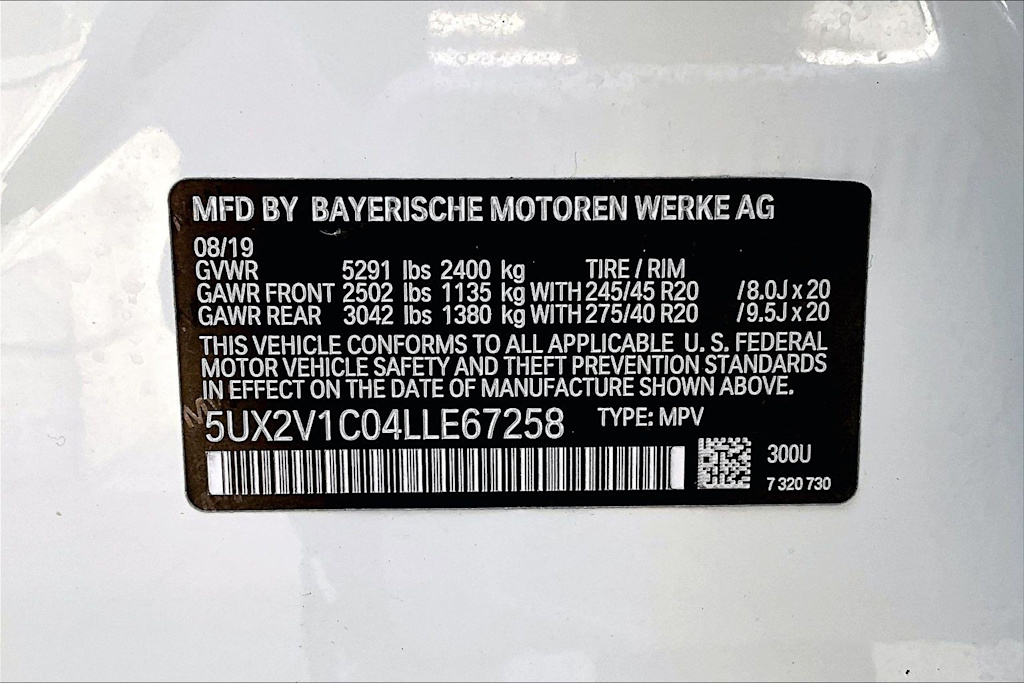 MFD BY BAYERISCHE MOTOREN WERKE AG
08/19
GVWR 5291 lbs 2400 kg TIRE / RIM
GAWR FRONT 2502 lbs 1135 kg WITH 245/45 R20 /8.0J x 20
GAWR REAR 3042 lbs 1380 kg WITH 275/40 R20 /9.5J x 20
THIS VEHICLE CONFORMS TO ALL APPLICABLE U. S. FEDERAL
MOTOR VEHICLE SAFETY AND THEFT PREVENTION STANDARDS
IN EFFECT ON THE DATE OF MANUFACTURE SHOWN ABOVE.
5UX2V1C04LLE67258 TYPE: MPV
300U
7 320 730